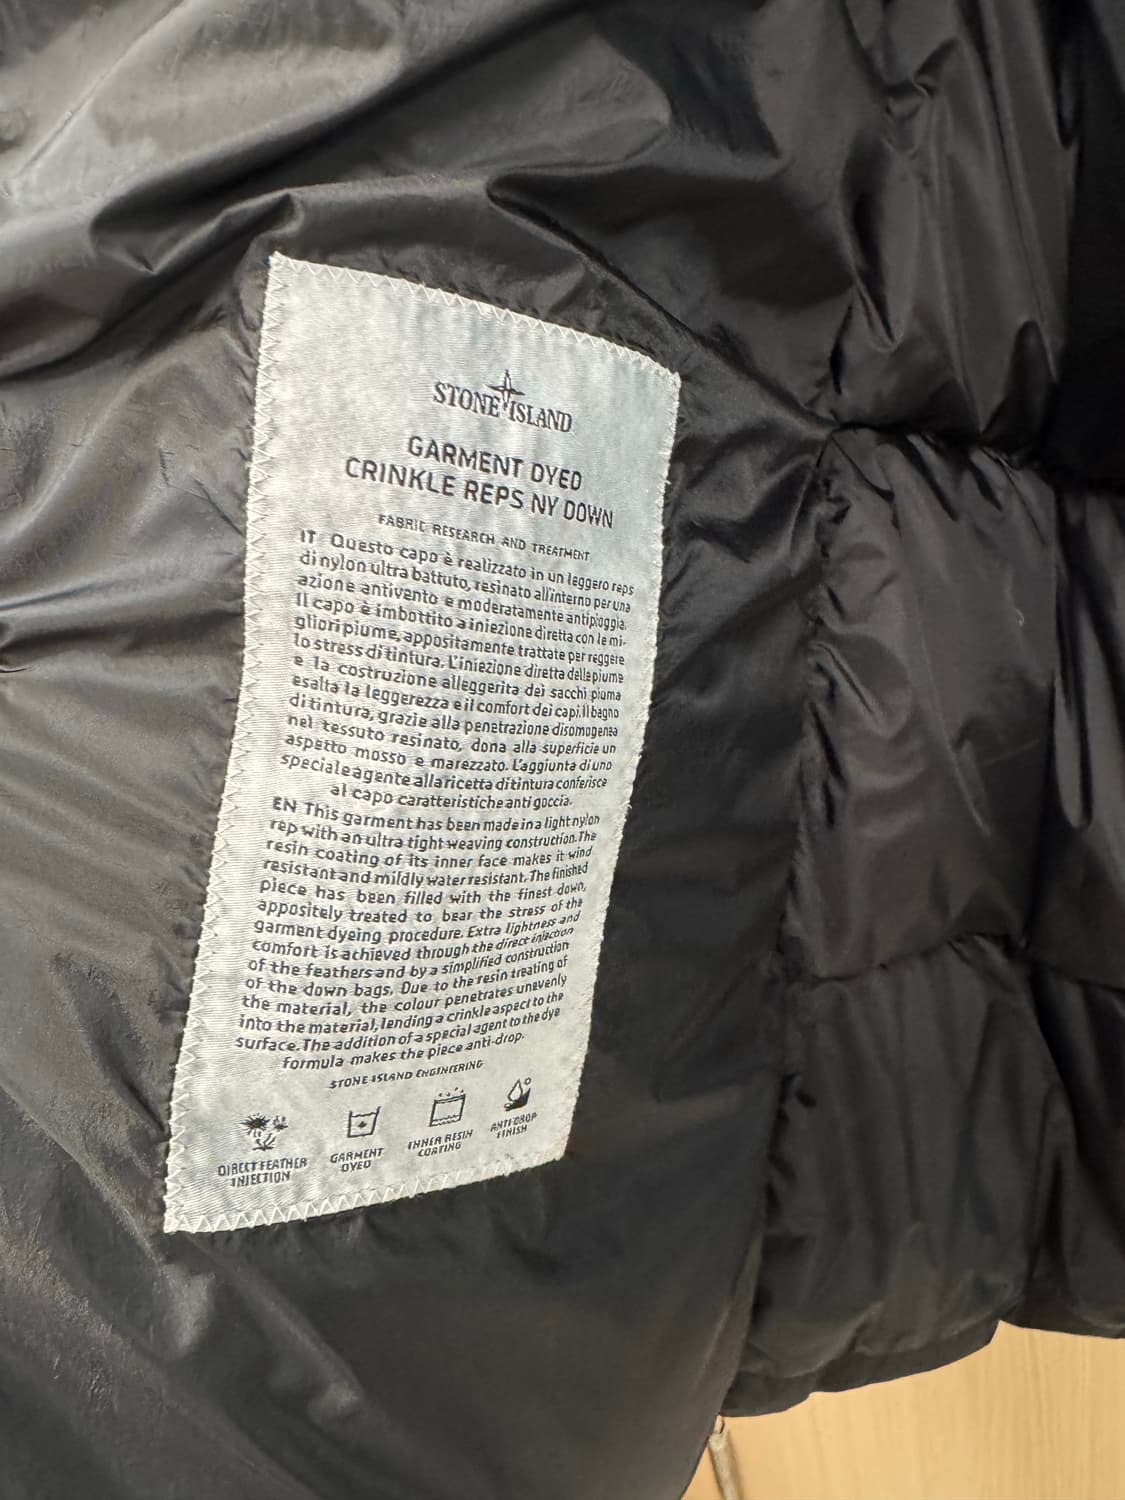 STONE ISLAND
GARMENT DYED
CRINKLE REPS NY DOWN
FABRIC RESEARCH AND TREATMENT
IT Questo capo è realizzato in un leggero reps
di nylon ultra battuto, resinato all'interno per una
azione antivento e moderatamente antipioggia.
Il capo è imbottito a iniezione diretta con le mi-
gliori piume, appositamente trattate per reggere
lo stress di tintura. L'iniezione diretta delle piume
e la costruzione alleggerita dei sacchi piuma
esalta la leggerezza e il comfort dei capi. Il bagno
di tintura, grazie alla penetrazione disomogenea
nel tessuto resinato, dona alla superficie un
aspetto mosso e marezzato. L'aggiunta di uno
speciale agente alla ricetta di tintura conferisce
al capo caratteristiche anti goccia.
EN This garment has been made in a light nylon
rep with an ultra tight weaving construction. The
resin coating of its inner face makes it wind
resistant and mildly water resistant. The finished
piece has been filled with the finest down,
appositely treated to bear the stress of the
garment dyeing procedure. Extra lightness and
comfort is achieved through the direct injection
of the feathers and by a simplified construction
of the down bags. Due to the resin treating of
the material, the colour penetrates unevenly
into the material, lending a crinkle aspect to the
surface. The addition of a special agent to the dye
formula makes the piece anti-drop.
STONE ISLAND ENGINEERING
DIRECT FEATHER
INJECTION
GARMENT
DYED
INNER RESIN
COATING
ANTI-DROP
FINISH